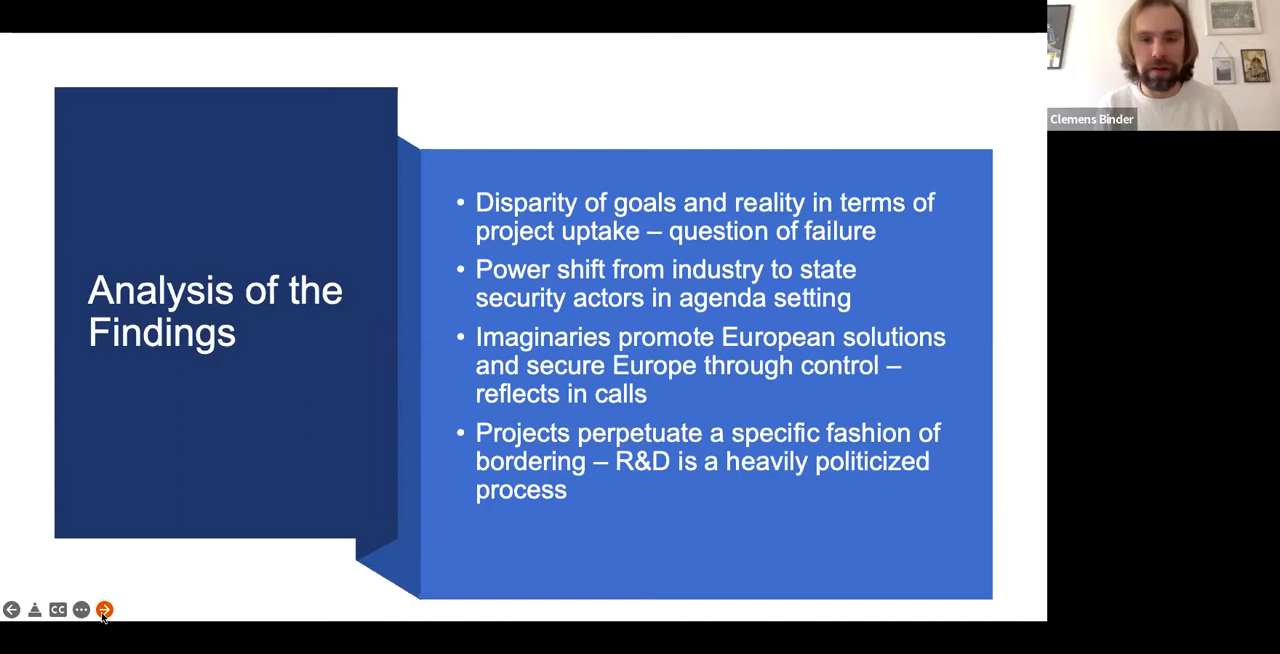 Clemens Binder
Analysis of the
Findings
• Disparity of goals and reality in terms of
project uptake – question of failure
• Power shift from industry to state
security actors in agenda setting
• Imaginaries promote European solutions
and secure Europe through control –
reflects in calls
• Projects perpetuate a specific fashion of
bordering – R&D is a heavily politicized
process
CC